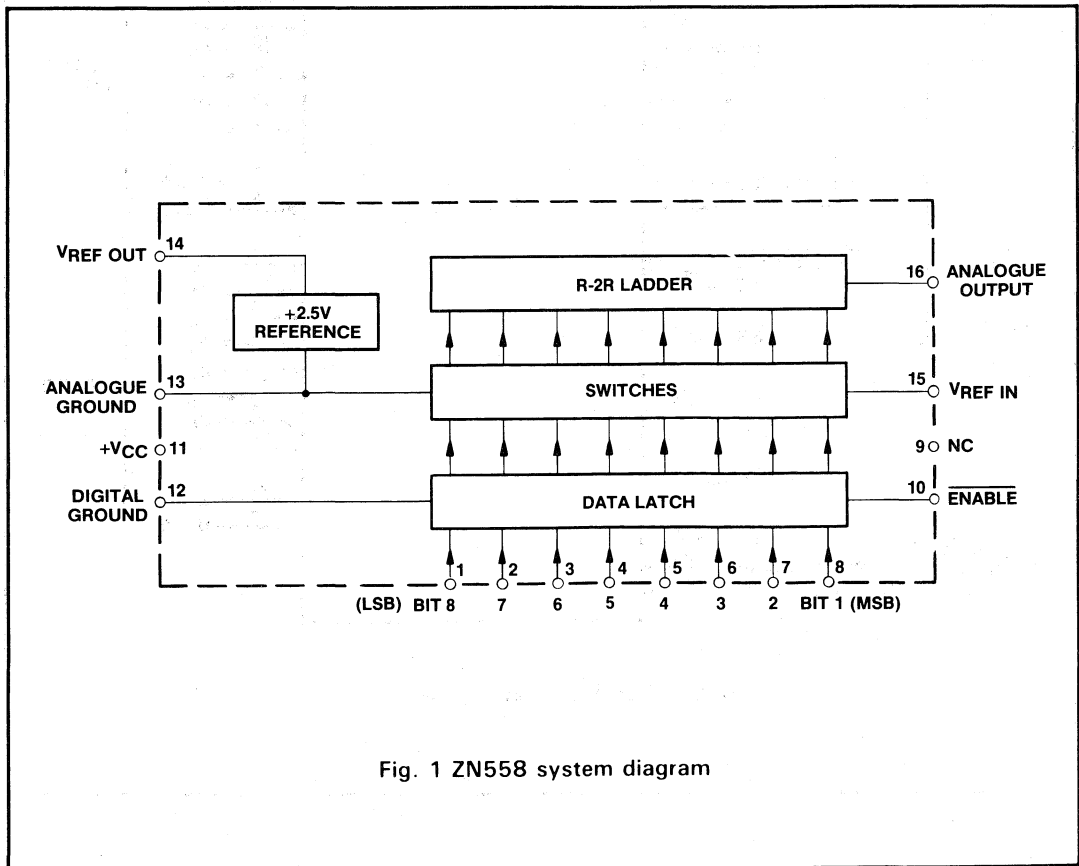 VREF OUT 14
+2.5V
REFERENCE
R-2R LADDER
16 ANALOGUE
OUTPUT
ANALOGUE
GROUND 13
SWITCHES
15 VREF IN
+VCC 11
9 NC
DIGITAL
GROUND 12
DATA LATCH
10 ENABLE
1 2 3 4 5 6 7 8
(LSB) BIT 8 7 6 5 4 3 2 BIT 1 (MSB)
Fig. 1 ZN558 system diagram